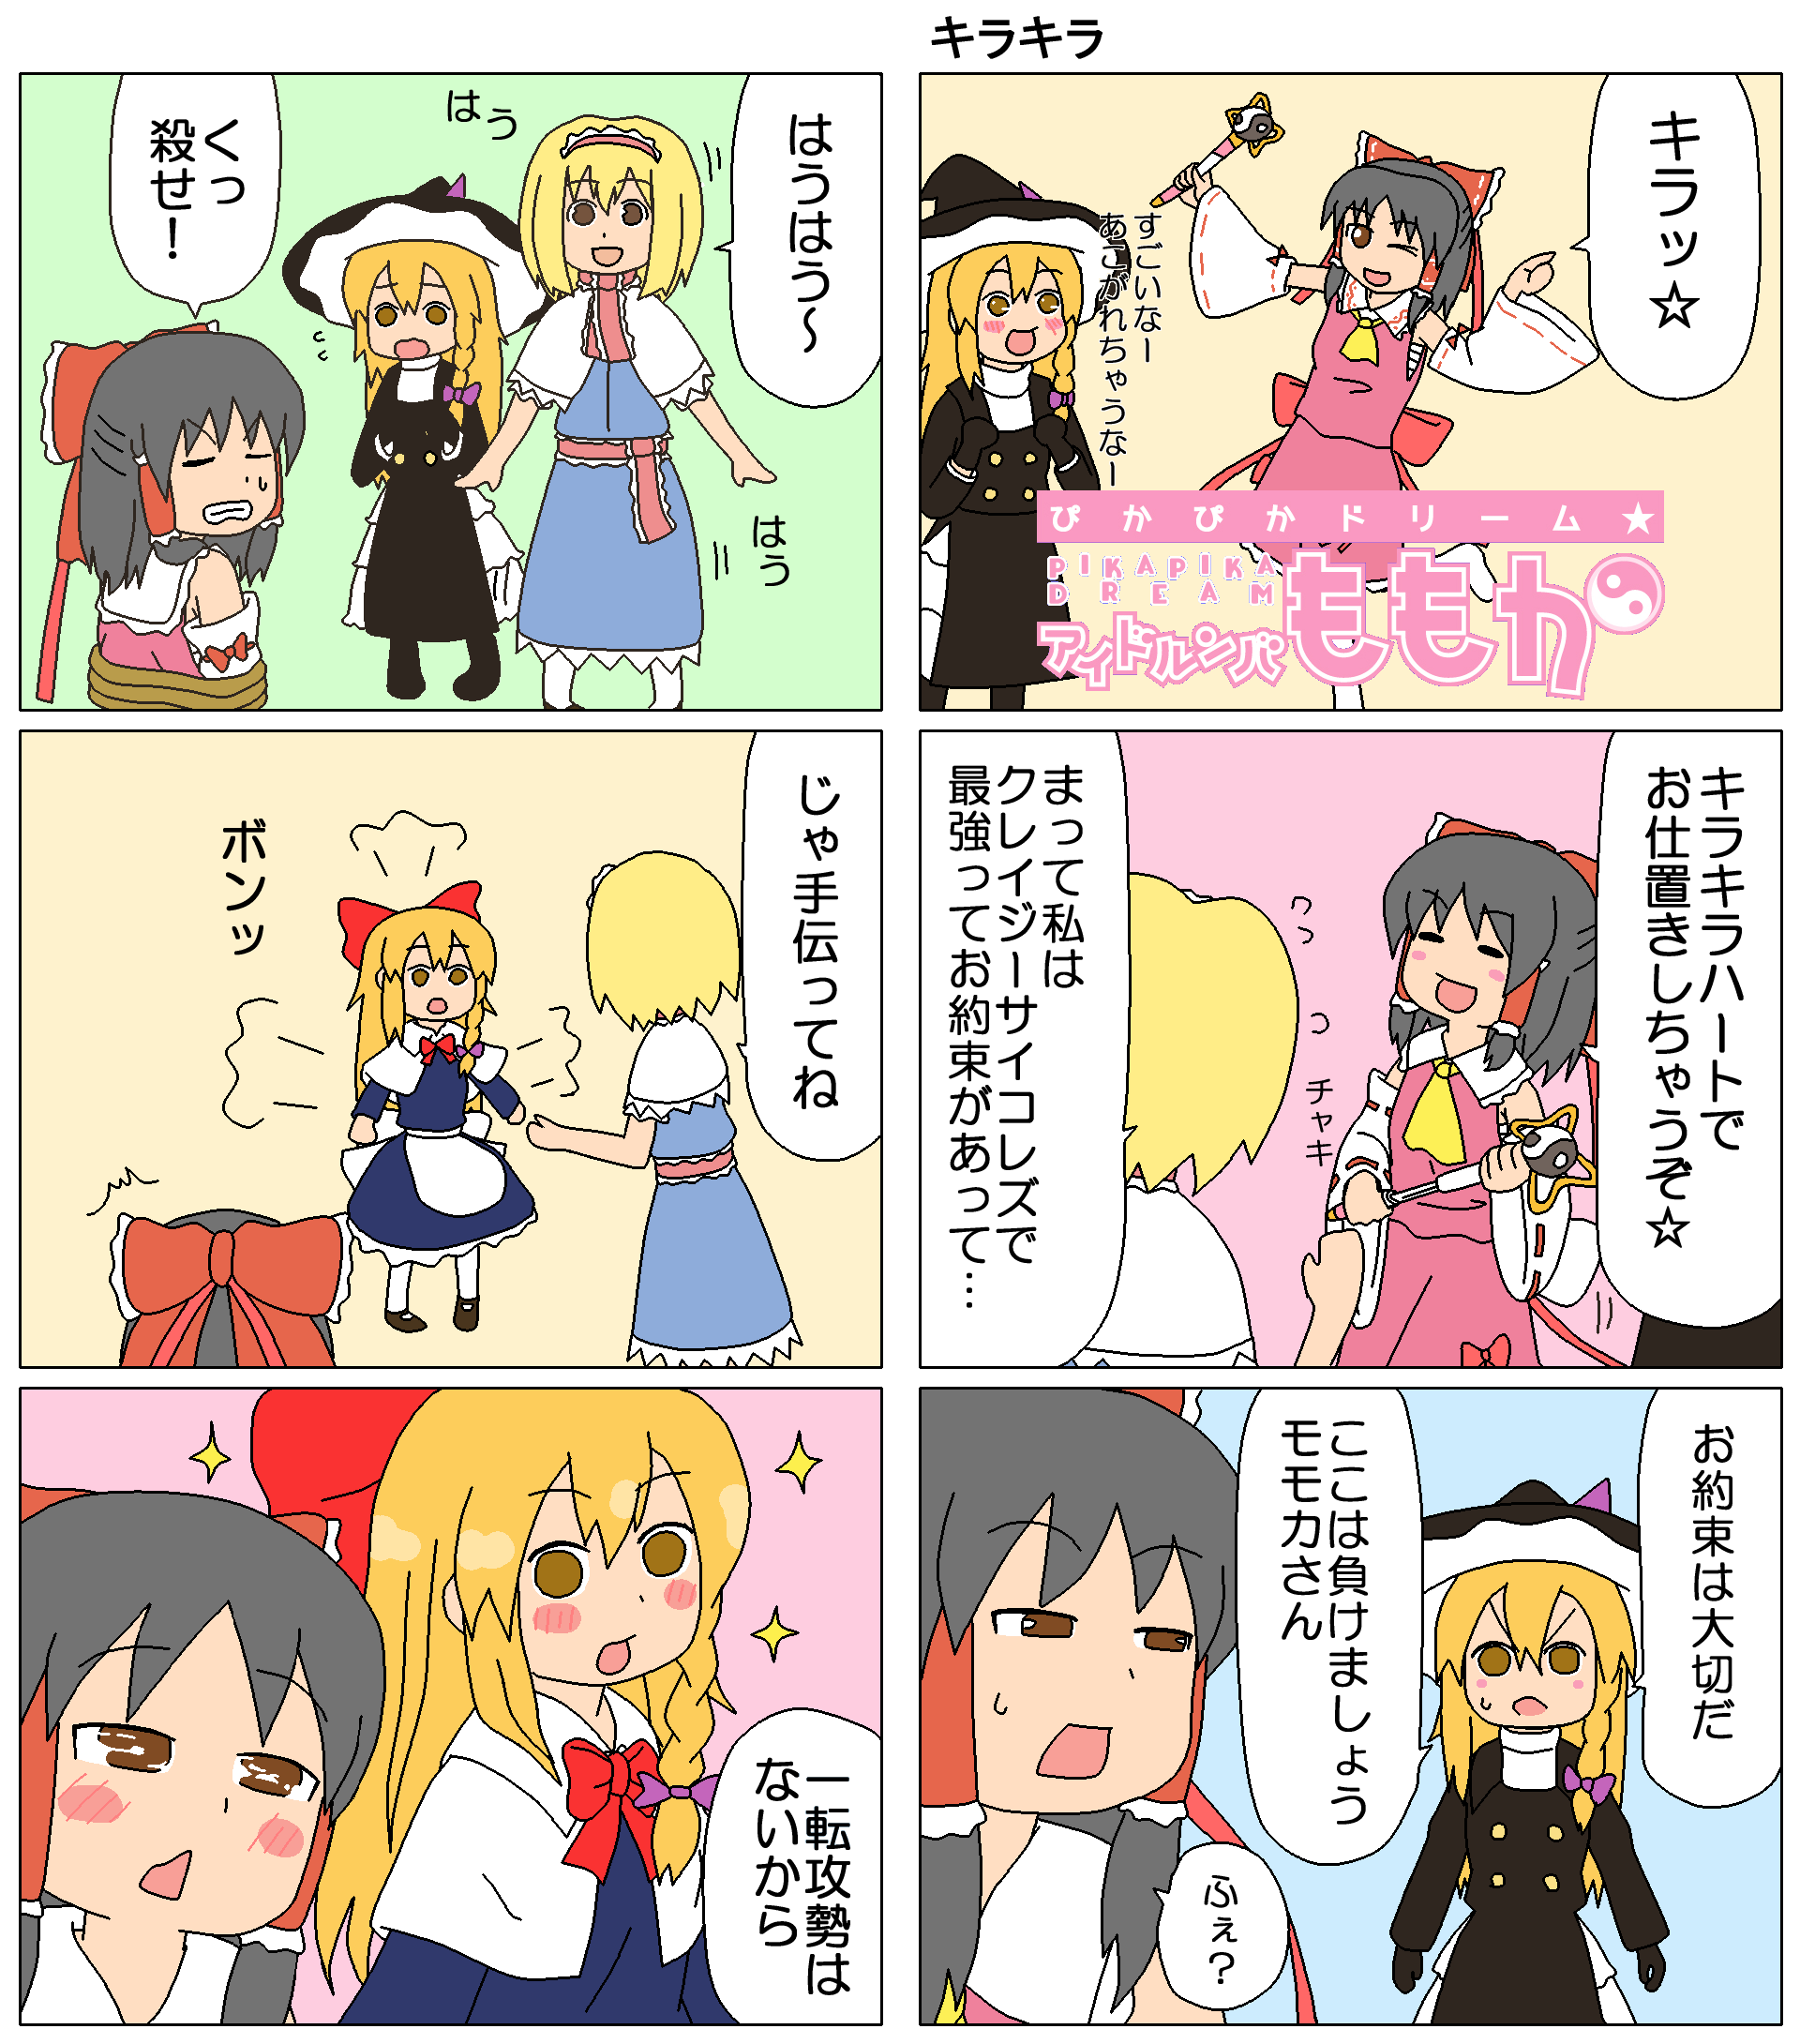 キラキラ
キラッ☆
すごいなー
あこがれちゃうなー
ぴかぴかドリーム★
PIKAPIKA
DREAM
アイドルンパ
ももか
キラキラハートで
お仕置きしちゃうぞ☆
チャキ
まって私は
クレイジーサイコレズで
最強ってお約束があって…
お約束は大切だ
ここは負けましょう
モモカさん
ふぇ？
はうはう～
はう
はう
くっ
殺せ！
じゃ手伝ってね
ボンッ
一転攻勢は
ないから